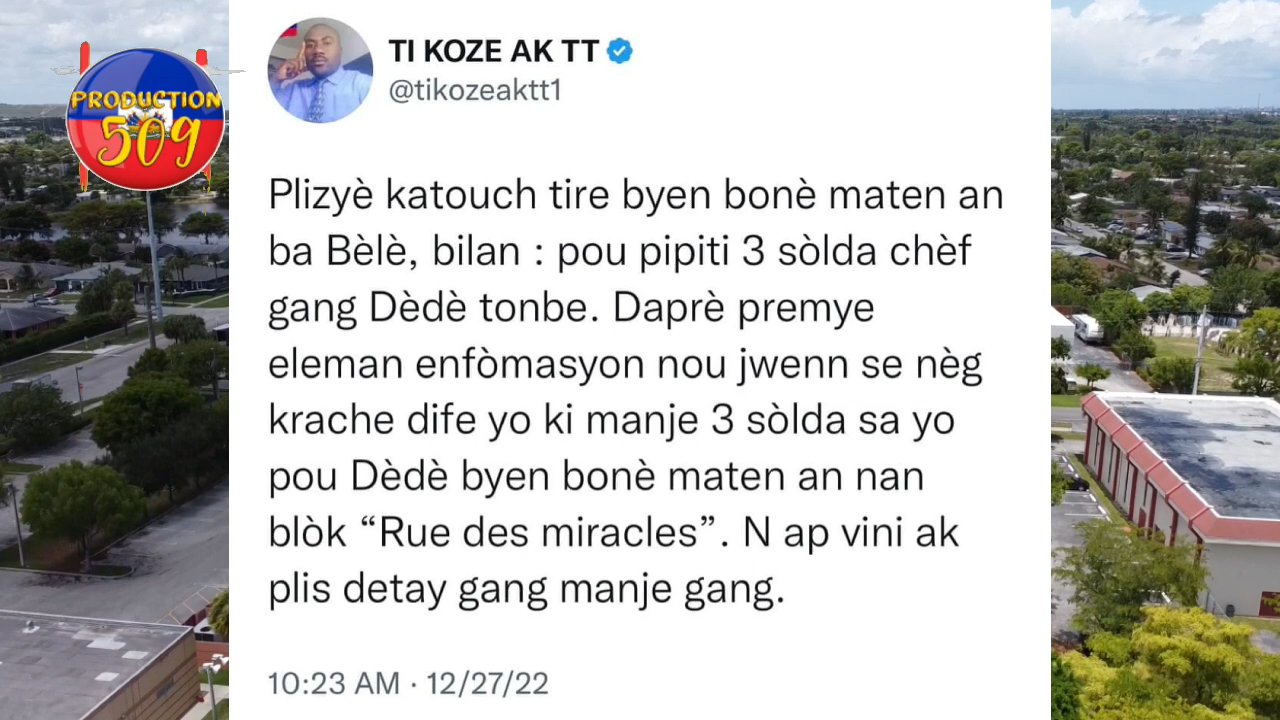 PRODUCTION
509
TI KOZE AK TT
@tikozeaktt1
Plizyè katouch tire byen bonè maten an
ba Bèlè, bilan : pou pipiti 3 sòlda chèf
gang Dèdè tonbe. Daprè premye
eleman enfòmasyon nou jwenn se nèg
krache dife yo ki manje 3 sòlda sa yo
pou Dèdè byen bonè maten an nan
blòk “Rue des miracles”. N ap vini ak
plis detay gang manje gang.
10:23 AM · 12/27/22